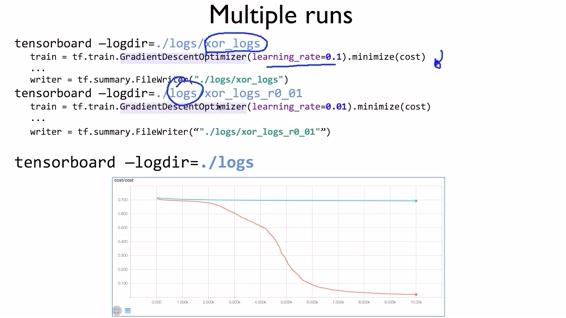 Multiple runs
tensorboard –logdir=./logs/xor_logs
train = tf.train.GradientDescentOptimizer(learning_rate=0.1).minimize(cost)
...
writer = tf.summary.FileWriter("./logs/xor_logs")
tensorboard –logdir=./logs/xor_logs_r0_01
train = tf.train.GradientDescentOptimizer(learning_rate=0.01).minimize(cost)
...
writer = tf.summary.FileWriter(“"./logs/xor_logs_r0_01"”)
tensorboard –logdir=./logs
cost/cost
0.700
0.600
0.500
0.400
0.300
0.200
0.100
0.000 1.000k 2.000k 3.000k 4.000k 5.000k 6.000k 7.000k 8.000k 9.000k 10.00k